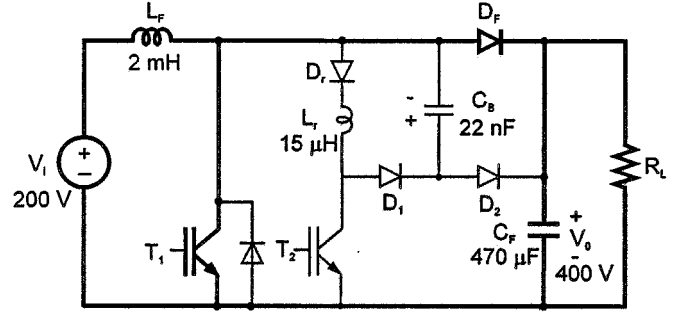 L_F
2 mH
D_F
D_r
L_r
15 μH
-
+
C_B
22 nF
V_I
200 V
+
−
R_L
D_1
D_2
T_1
T_2
C_F
470 μF
+
V_0
-
400 V